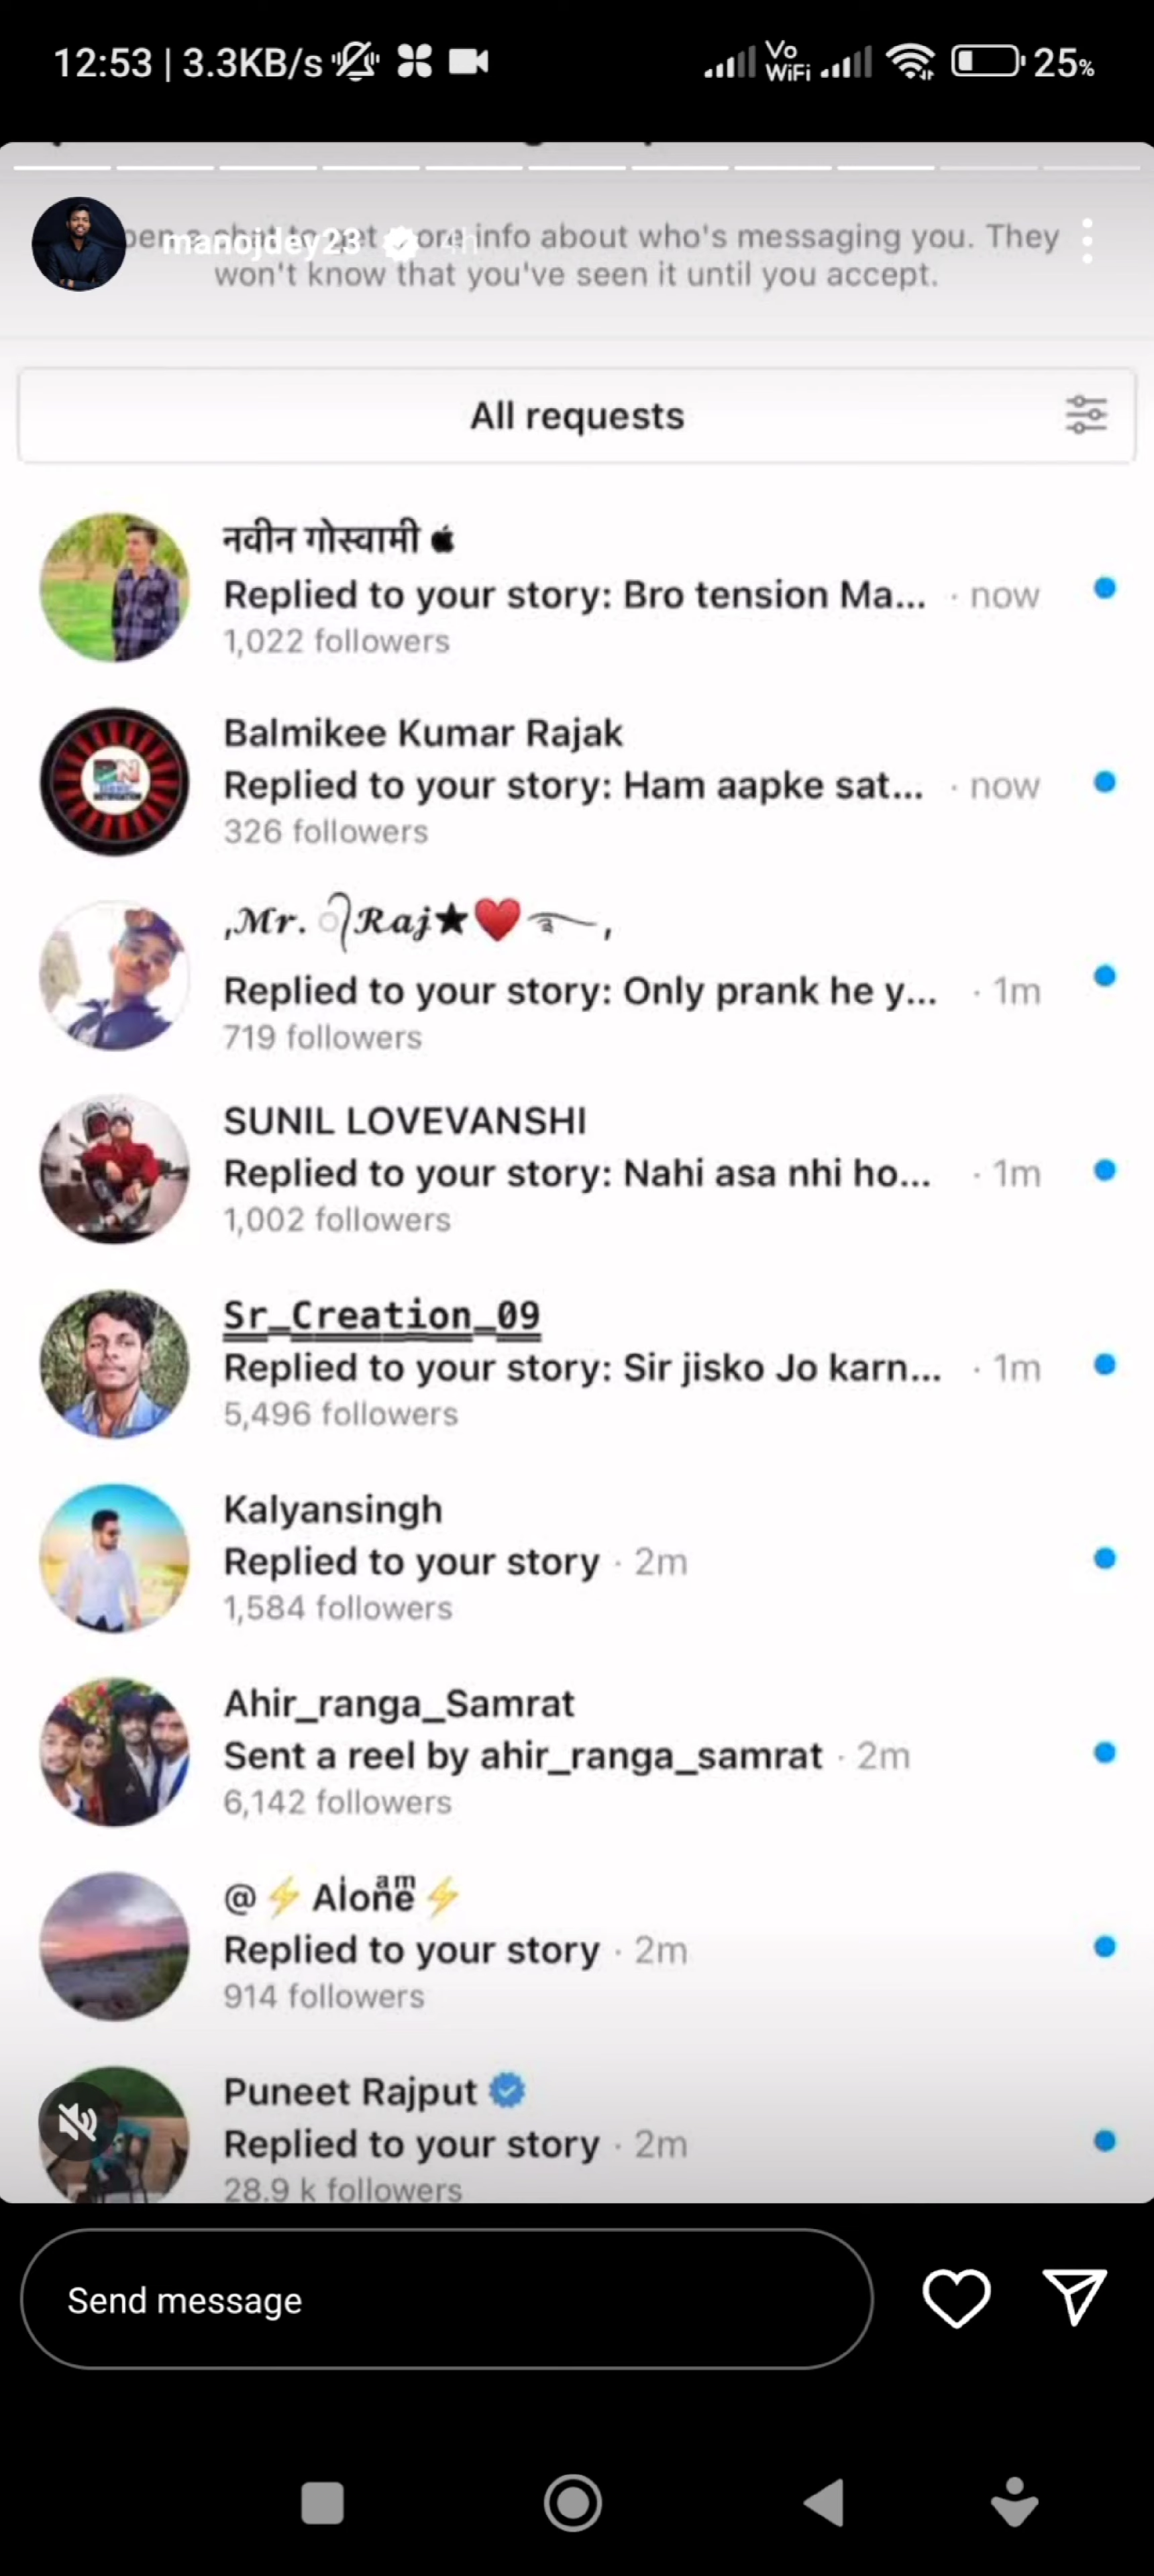 12:53 | 3.3KB/s Vo WiFi 25%
manojdey23 4h
info about who's messaging you. They
won't know that you've seen it until you accept.
All requests
नवीन गोस्वामी
Replied to your story: Bro tension Ma... · now
1,022 followers
Balmikee Kumar Rajak
Replied to your story: Ham aapke sat... · now
326 followers
,𝓜𝓻. 𝓡𝓪𝓳★❤️,
Replied to your story: Only prank he y... · 1m
719 followers
SUNIL LOVEVANSHI
Replied to your story: Nahi asa nhi ho... · 1m
1,002 followers
Sr_Creation_09
Replied to your story: Sir jisko Jo karn... · 1m
5,496 followers
Kalyansingh
Replied to your story · 2m
1,584 followers
Ahir_ranga_Samrat
Sent a reel by ahir_ranga_samrat · 2m
6,142 followers
@⚡Alone⚡
Replied to your story · 2m
914 followers
Puneet Rajput
Replied to your story · 2m
28.9 k followers
Send message